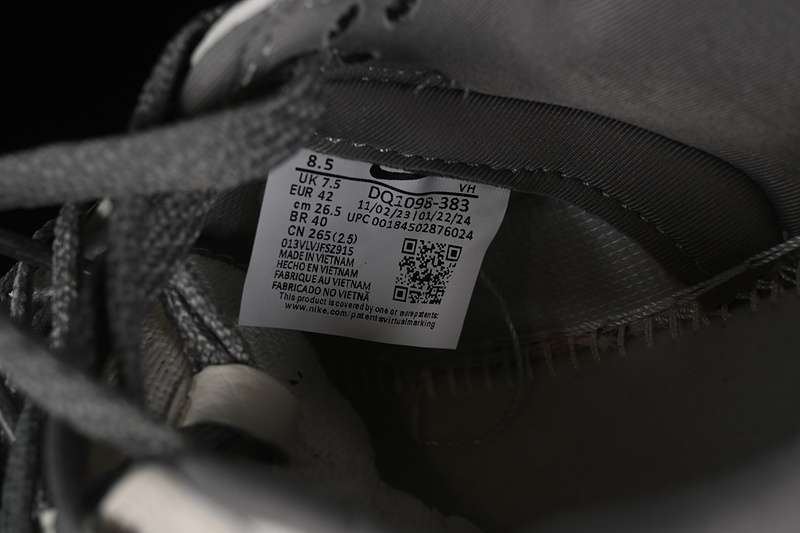 8.5
UK 7.5
EUR 42
cm 26.5
BR 40
CN 265(2.5)
VH
DQ1098-383
11/02/23 | 01/22/24
UPC 00184502876024
013VLVJFSZ915
MADE IN VIETNAM
HECHO EN VIETNAM
FABRIQUE AU VIETNAM
FABRICADO NO VIETNÃ
This product is covered by one or more patents:
www.nike.com/patentsvirtualmarking